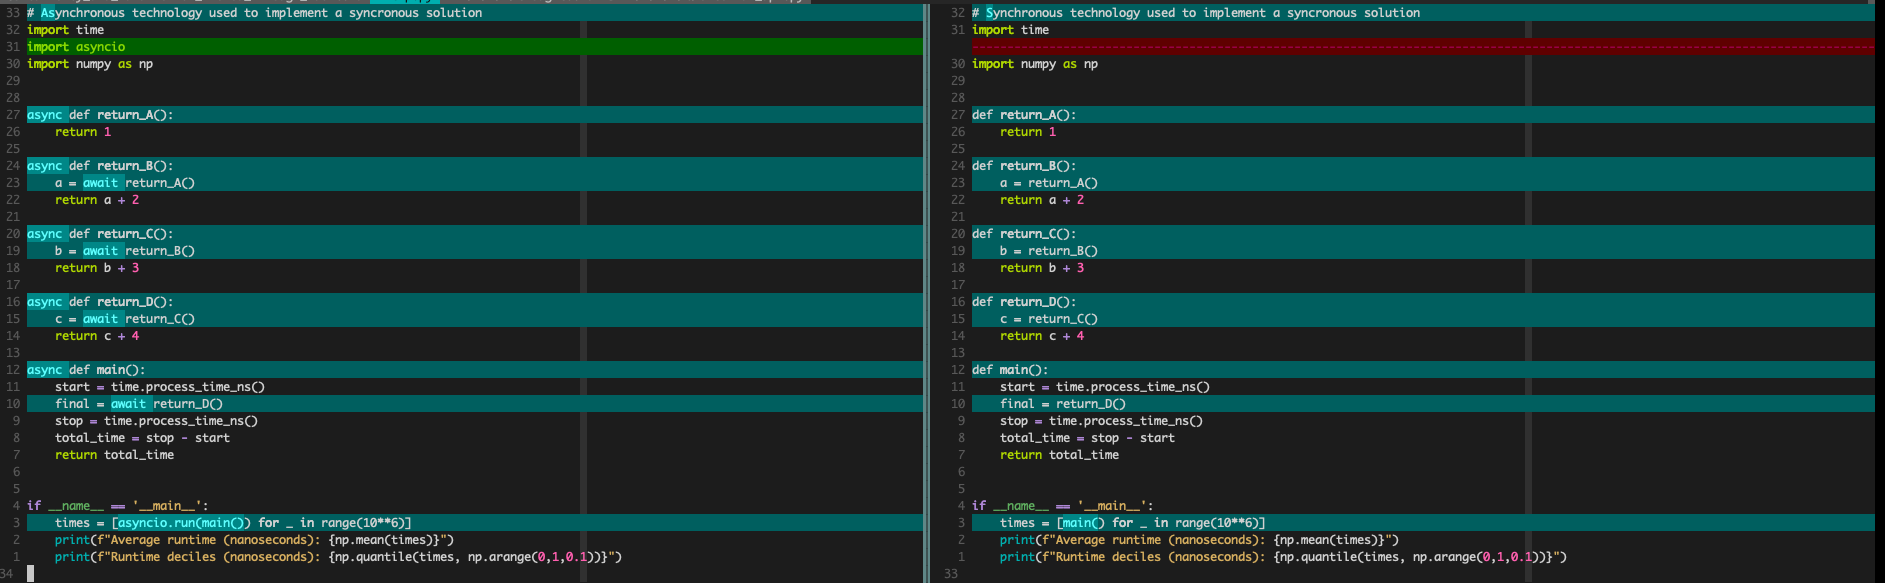 33 # Asynchronous technology used to implement a syncronous solution
32 import time
31 import asyncio
30 import numpy as np
29
28
27 async def return_A():
26     return 1
25
24 async def return_B():
23     a = await return_A()
22     return a + 2
21
20 async def return_C():
19     b = await return_B()
18     return b + 3
17
16 async def return_D():
15     c = await return_C()
14     return c + 4
13
12 async def main():
11     start = time.process_time_ns()
10     final = await return_D()
9     stop = time.process_time_ns()
8     total_time = stop - start
7     return total_time
6
5
4 if __name__ == '__main__':
3     times = [asyncio.run(main()) for _ in range(10**6)]
2     print(f"Average runtime (nanoseconds): {np.mean(times)}")
1     print(f"Runtime deciles (nanoseconds): {np.quantile(times, np.arange(0,1,0.1))}")
34
32 # Synchronous technology used to implement a syncronous solution
31 import time
30 import numpy as np
29
28
27 def return_A():
26     return 1
25
24 def return_B():
23     a = return_A()
22     return a + 2
21
20 def return_C():
19     b = return_B()
18     return b + 3
17
16 def return_D():
15     c = return_C()
14     return c + 4
13
12 def main():
11     start = time.process_time_ns()
10     final = return_D()
9     stop = time.process_time_ns()
8     total_time = stop - start
7     return total_time
6
5
4 if __name__ == '__main__':
3     times = [main() for _ in range(10**6)]
2     print(f"Average runtime (nanoseconds): {np.mean(times)}")
1     print(f"Runtime deciles (nanoseconds): {np.quantile(times, np.arange(0,1,0.1))}")
33